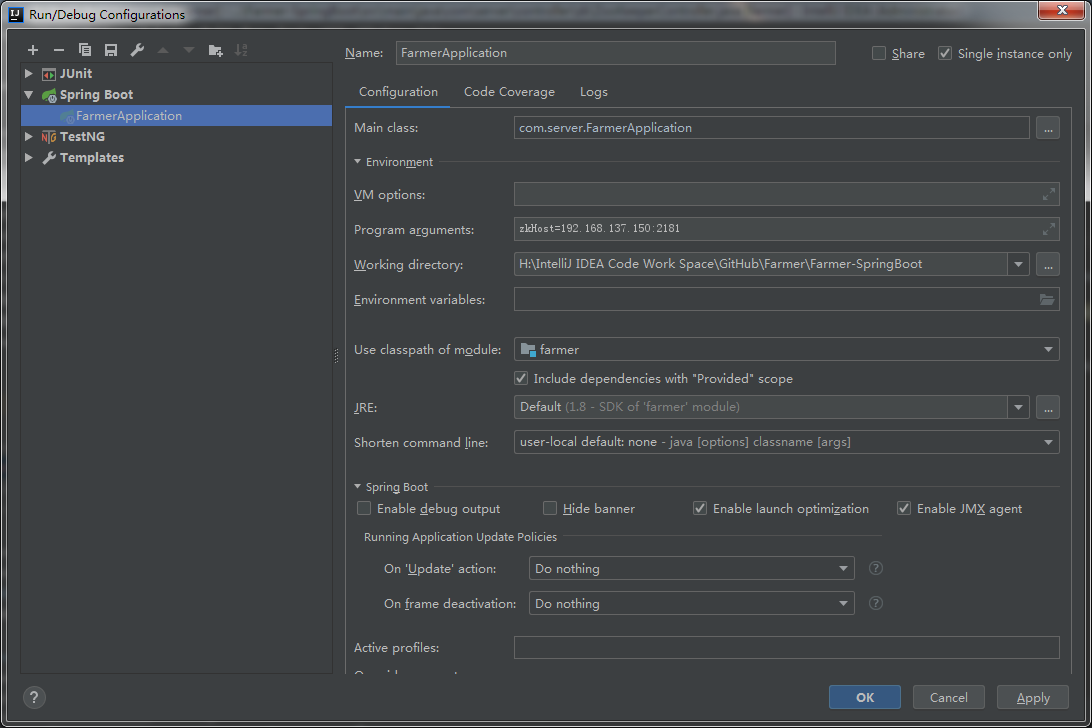 Run/Debug Configurations
JUnit
Spring Boot
FarmerApplication
TestNG
Templates
Name: FarmerApplication
Share
Single instance only
Configuration Code Coverage Logs
Main class: com.server.FarmerApplication ...
Environment
VM options:
Program arguments: zkHost=192.168.137.150:2181
Working directory: H:\IntelliJ IDEA Code Work Space\GitHub\Farmer\Farmer-SpringBoot ...
Environment variables:
Use classpath of module: farmer
Include dependencies with "Provided" scope
JRE: Default (1.8 - SDK of 'farmer' module) ...
Shorten command line: user-local default: none - java [options] classname [args]
Spring Boot
Enable debug output Hide banner Enable launch optimization Enable JMX agent
Running Application Update Policies
On 'Update' action: Do nothing ?
On frame deactivation: Do nothing ?
Active profiles:
? OK Cancel Apply